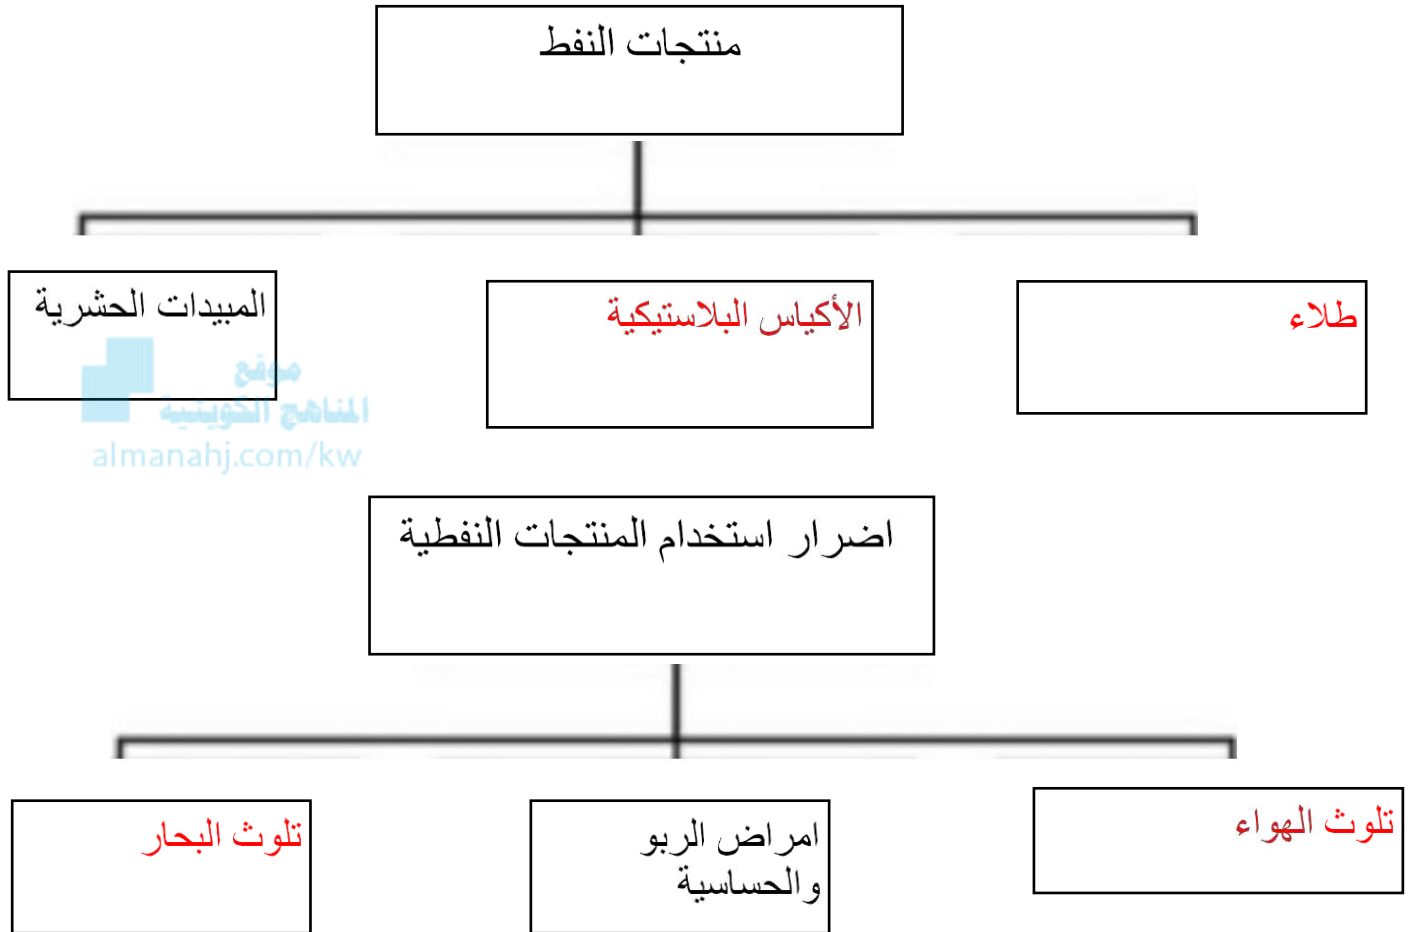 منتجات النفط
طلاء
الأكياس البلاستيكية
المبيدات الحشرية
موقع
المناهج الكويتية
almanahj.com/kw
اضرار استخدام المنتجات النفطية
تلوث الهواء
امراض الربو
والحساسية
تلوث البحار